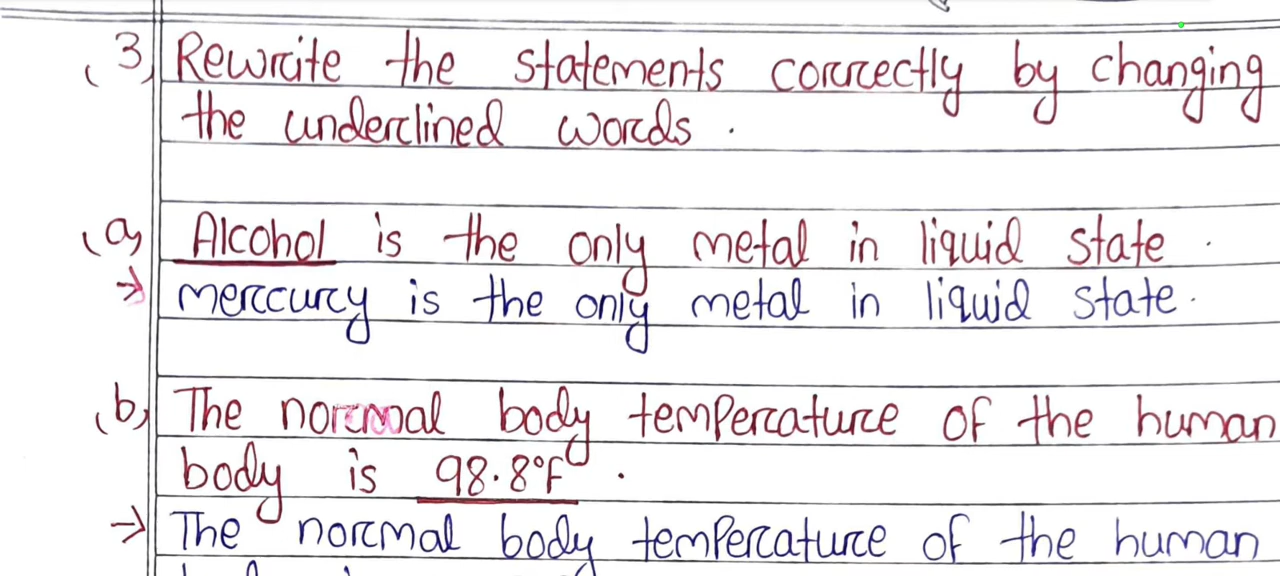 (3) Rewrite the statements correctly by changing
the underlined words.
(a) Alcohol is the only metal in liquid state.
→ mercury is the only metal in liquid state.
(b) The normal body temperature of the human
body is 98.8°F.
→ The normal body temperature of the human